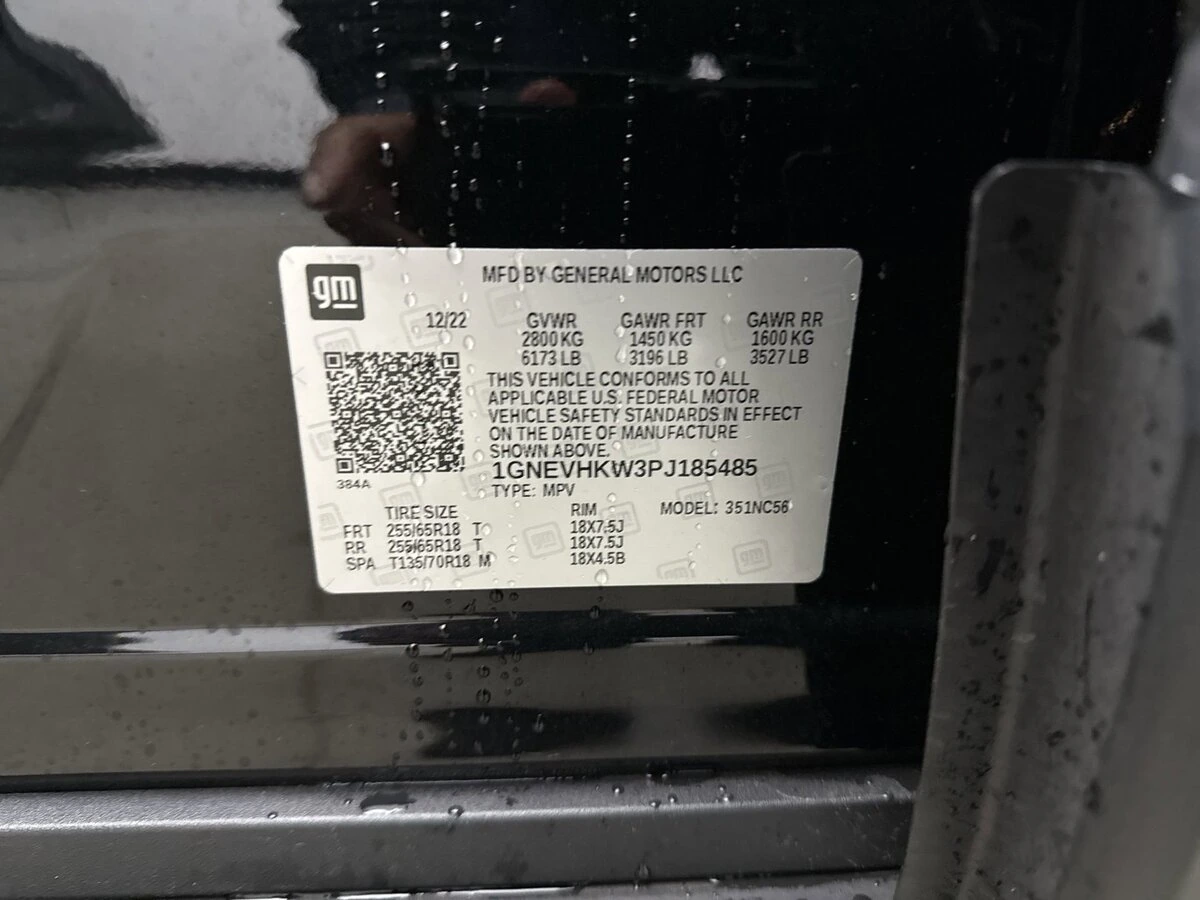 gm
MFD BY GENERAL MOTORS LLC
12/22 GVWR GAWR FRT GAWR RR
2800 KG 1450 KG 1600 KG
6173 LB 3196 LB 3527 LB
THIS VEHICLE CONFORMS TO ALL
APPLICABLE U.S. FEDERAL MOTOR
VEHICLE SAFETY STANDARDS IN EFFECT
ON THE DATE OF MANUFACTURE
SHOWN ABOVE.
1GNEVHKW3PJ185485
384A
TYPE: MPV
TIRE SIZE RIM MODEL: 351NC56
FRT 255/65R18 T 18X7.5J
RR 255/65R18 T 18X7.5J
SPA T135/70R18 M 18X4.5B